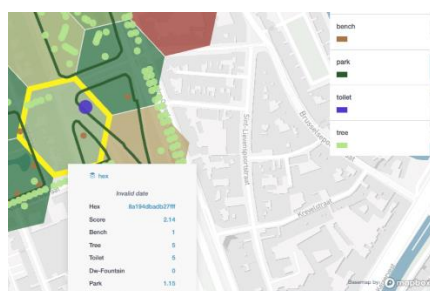 bench
park
toilet
tree
hex
Invalid date
Hex 8a194dbadb27fff
Score 2.14
Bench 1
Tree 5
Toilet 5
Dw-Fountain 0
Park 1.15
Basemap by: mapbox